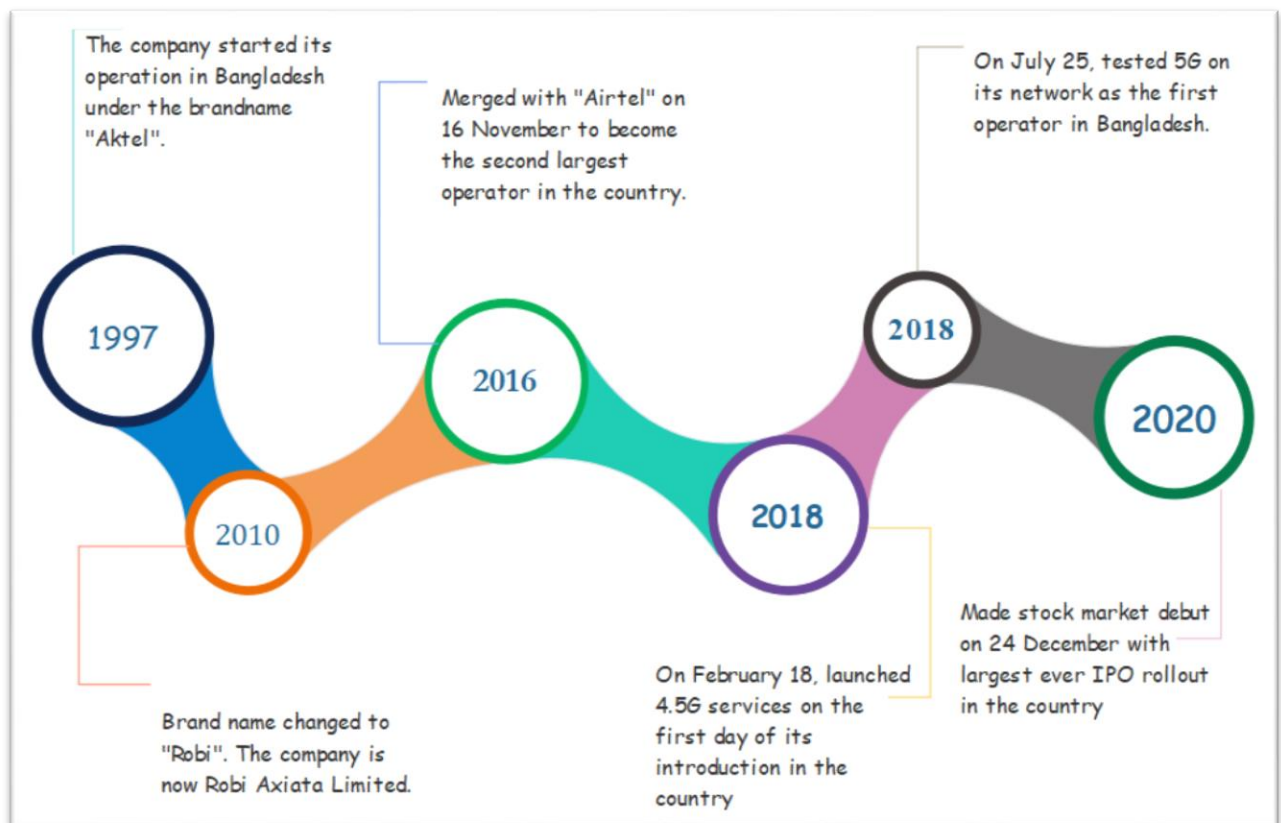 The company started its
operation in Bangladesh
under the brandname
"Aktel".
1997
2010
Brand name changed to
"Robi". The company is
now Robi Axiata Limited.
Merged with "Airtel" on
16 November to become
the second largest
operator in the country.
2016
2018
On February 18, launched
4.5G services on the
first day of its
introduction in the
country
On July 25, tested 5G on
its network as the first
operator in Bangladesh.
2018
2020
Made stock market debut
on 24 December with
largest ever IPO rollout
in the country